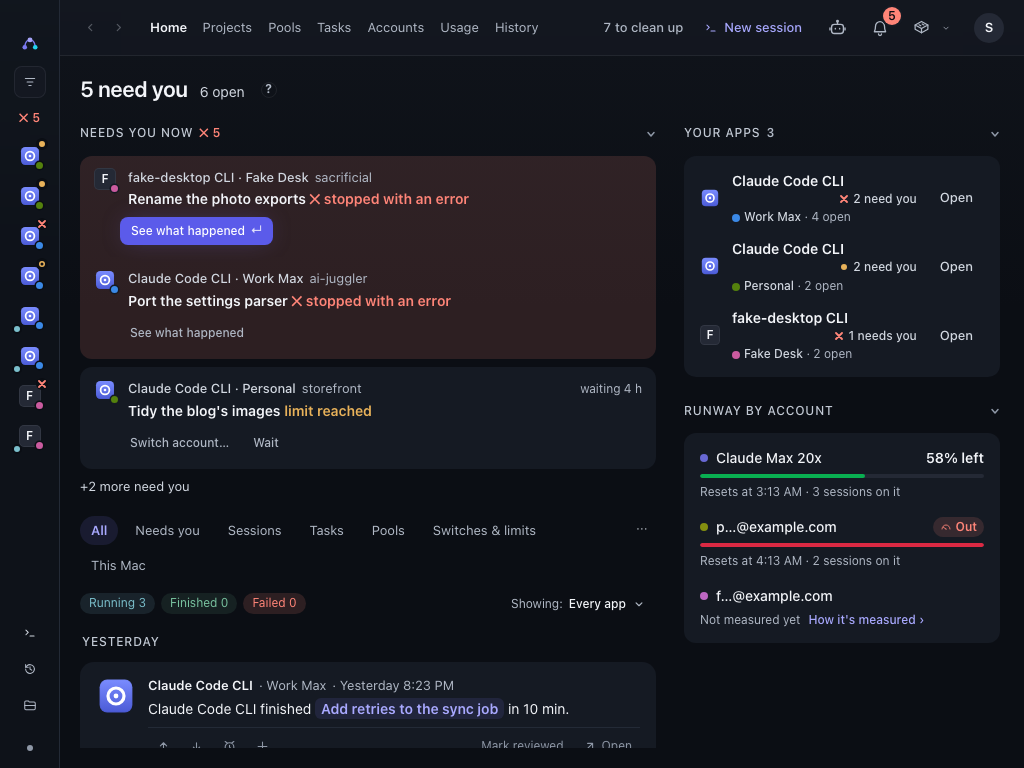 Home Projects Pools Tasks Accounts Usage History 7 to clean up New session 5 S
5
F
F
5 need you 6 open ?
NEEDS YOU NOW 5
F fake-desktop CLI · Fake Desk sacrificial
Rename the photo exports stopped with an error
See what happened
Claude Code CLI · Work Max ai-juggler
Port the settings parser stopped with an error
See what happened
Claude Code CLI · Personal storefront waiting 4 h
Tidy the blog's images limit reached
Switch account... Wait
+2 more need you
All Needs you Sessions Tasks Pools Switches & limits ...
This Mac
Running 3 Finished 0 Failed 0 Showing: Every app
YESTERDAY
Claude Code CLI · Work Max · Yesterday 8:23 PM
Claude Code CLI finished Add retries to the sync job in 10 min.
Mark reviewed Open
YOUR APPS 3
Claude Code CLI
2 need you Open
Work Max · 4 open
Claude Code CLI
2 need you Open
Personal · 2 open
fake-desktop CLI
F 1 needs you Open
Fake Desk · 2 open
RUNWAY BY ACCOUNT
Claude Max 20x 58% left
Resets at 3:13 AM · 3 sessions on it
p...@example.com Out
Resets at 4:13 AM · 2 sessions on it
f...@example.com
Not measured yet How it's measured ›